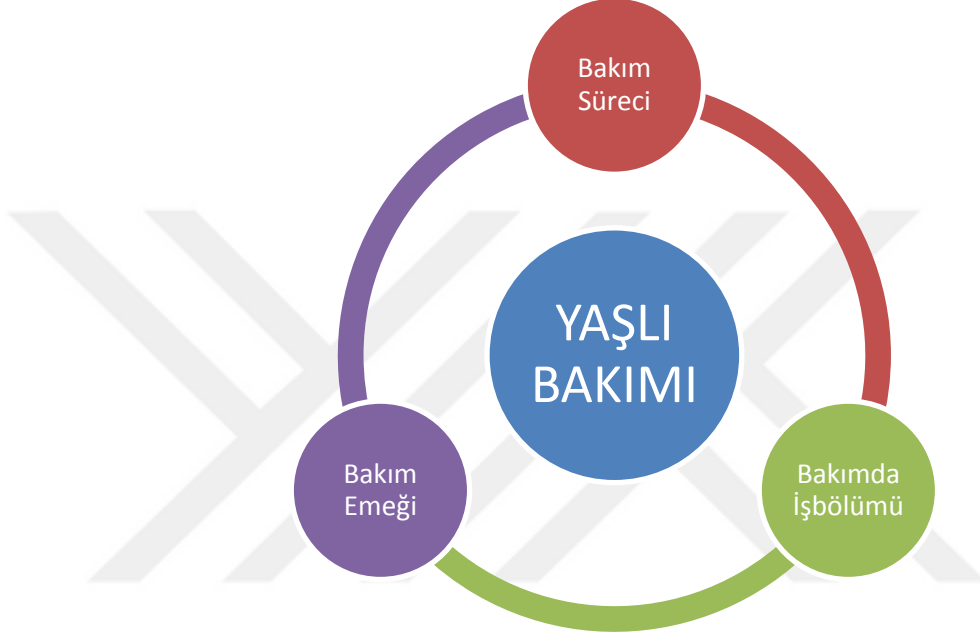 Bakım
Süreci
YAŞLI
BAKIMI
Bakım
Emeği
Bakımda
İşbölümü